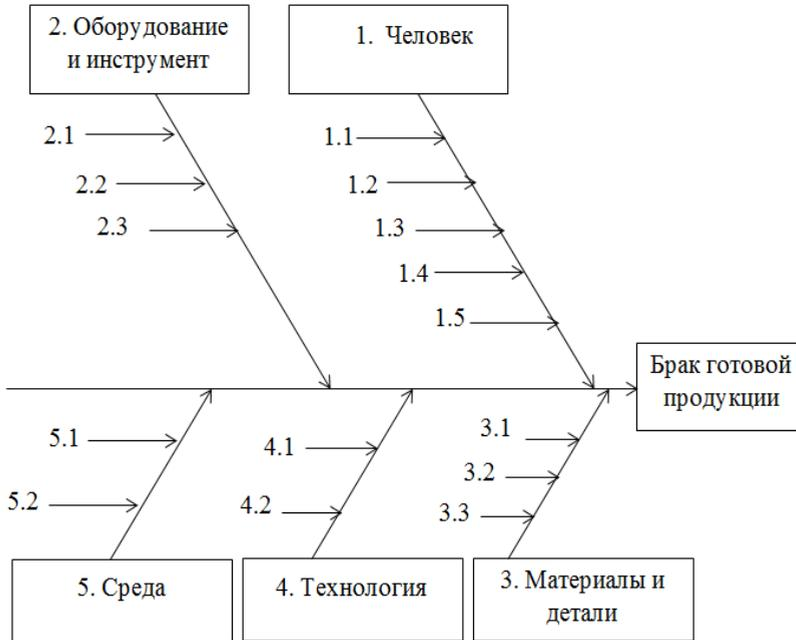 2. Оборудование
и инструмент
1. Человек
2.1
2.2
2.3
1.1
1.2
1.3
1.4
1.5
Брак готовой
продукции
5.1
5.2
4.1
4.2
3.1
3.2
3.3
5. Среда
4. Технология
3. Материалы и
детали